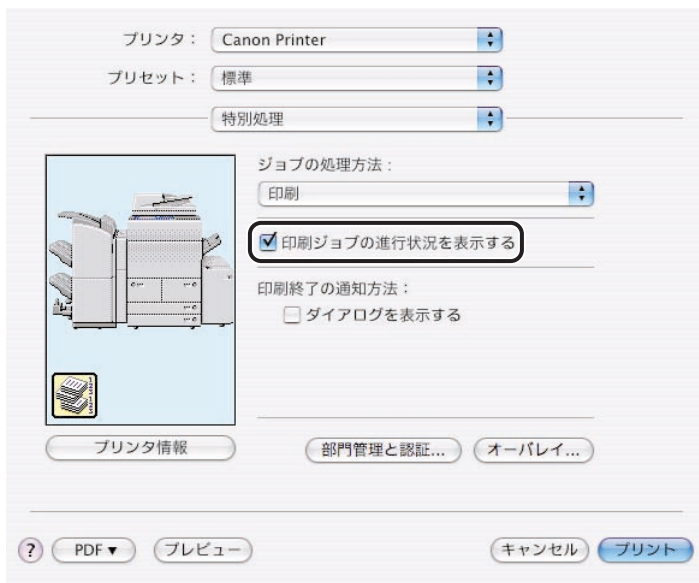 プリンタ： Canon Printer
プリセット： 標準
特別処理
ジョブの処理方法：
印刷
印刷ジョブの進行状況を表示する
印刷終了の通知方法：
ダイアログを表示する
プリンタ情報 部門管理と認証... オーバレイ...
? PDF▼ プレビュー キャンセル プリント